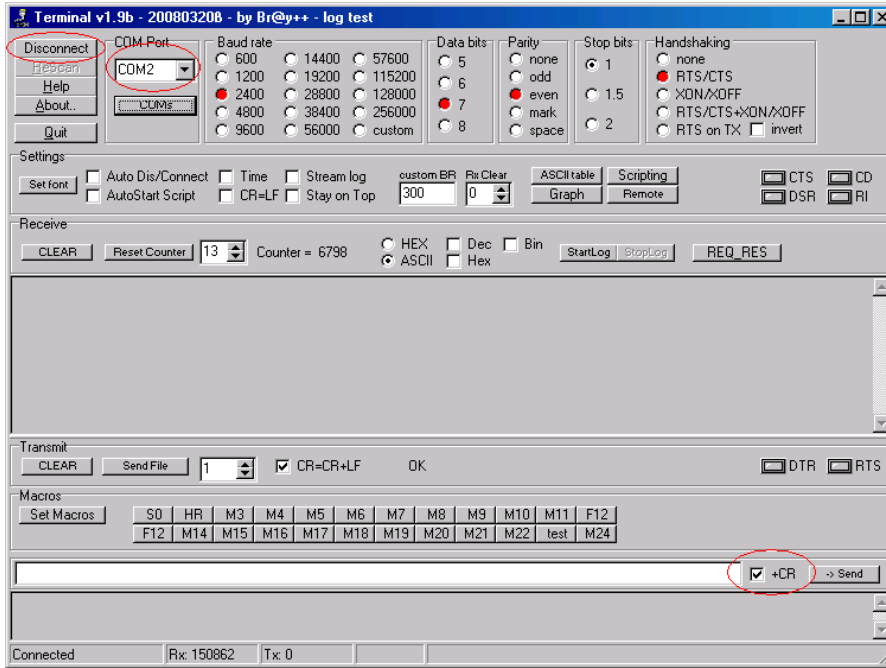 Terminal v1.9b - 20080320ß - by Br@y++ - log test
Disconnect
ReScan
Help
About..
Quit
COM Port
COM2
COMs
Baud rate
600 14400 57600
1200 19200 115200
2400 28800 128000
4800 38400 256000
9600 56000 custom
Data bits
5
6
7
8
Parity
none
odd
even
mark
space
Stop bits
1
1.5
2
Handshaking
none
RTS/CTS
XON/XOFF
RTS/CTS+XON/XOFF
RTS on TX invert
Settings
Set font
Auto Dis/Connect Time Stream log
AutoStart Script CR=LF Stay on Top
custom BR Rx Clear
300 0
ASCII table Scripting
Graph Remote
CTS CD
DSR RI
Receive
CLEAR Reset Counter 13 Counter = 6798
HEX Dec Bin
ASCII Hex
StartLog StopLog REQ_RES
Transmit
CLEAR Send File 1 CR=CR+LF OK DTR RTS
Macros
Set Macros S0 HR M3 M4 M5 M6 M7 M8 M9 M10 M11 F12
F12 M14 M15 M16 M17 M18 M19 M20 M21 M22 test M24
+CR -> Send
Connected Rx: 150862 Tx: 0